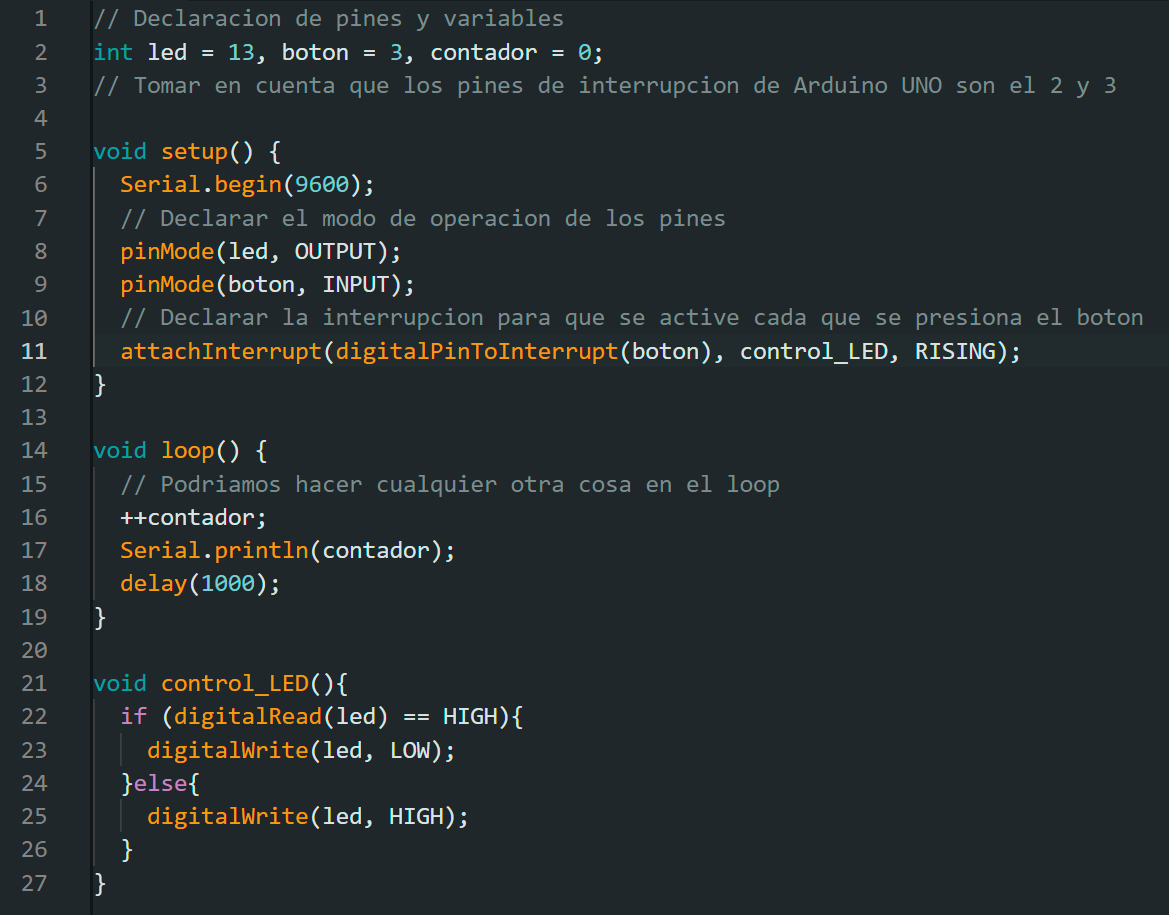 1 // Declaracion de pines y variables
2 int led = 13, boton = 3, contador = 0;
3 // Tomar en cuenta que los pines de interrupcion de Arduino UNO son el 2 y 3
4
5 void setup() {
6   Serial.begin(9600);
7   // Declarar el modo de operacion de los pines
8   pinMode(led, OUTPUT);
9   pinMode(boton, INPUT);
10   // Declarar la interrupcion para que se active cada que se presiona el boton
11   attachInterrupt(digitalPinToInterrupt(boton), control_LED, RISING);
12 }
13
14 void loop() {
15   // Podriamos hacer cualquier otra cosa en el loop
16   ++contador;
17   Serial.println(contador);
18   delay(1000);
19 }
20
21 void control_LED(){
22   if (digitalRead(led) == HIGH){
23     digitalWrite(led, LOW);
24   }else{
25     digitalWrite(led, HIGH);
26   }
27 }